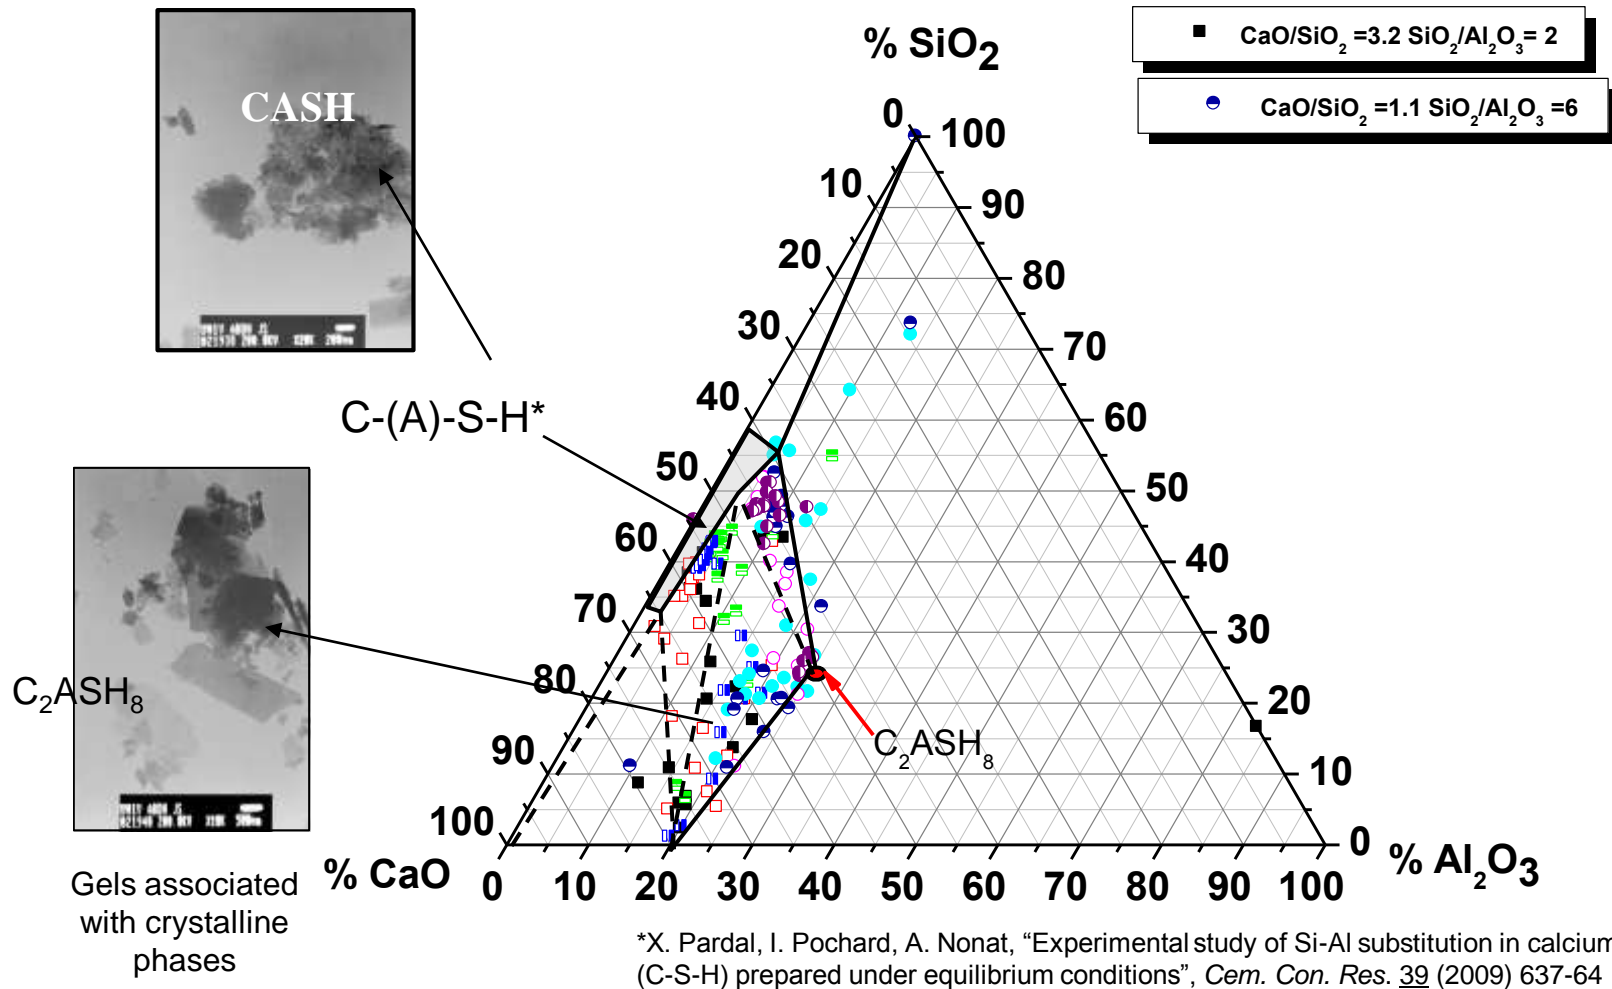 CaO/SiO₂ =3.2 SiO₂/Al₂O₃= 2
CaO/SiO₂ =1.1 SiO₂/Al₂O₃ =6
CASH
% SiO₂
0
100
10
90
20
80
30
70
40
60
50
50
60
40
70
30
80
20
90
10
100
0
C-(A)-S-H*
C₂ASH₈
C₂ASH₈
% CaO
0 10 20 30 40 50 60 70 80 90 100
% Al₂O₃
Gels associated
with crystalline
phases
*X. Pardal, I. Pochard, A. Nonat, “Experimental study of Si-Al substitution in calcium
(C-S-H) prepared under equilibrium conditions”, Cem. Con. Res. 39 (2009) 637-64